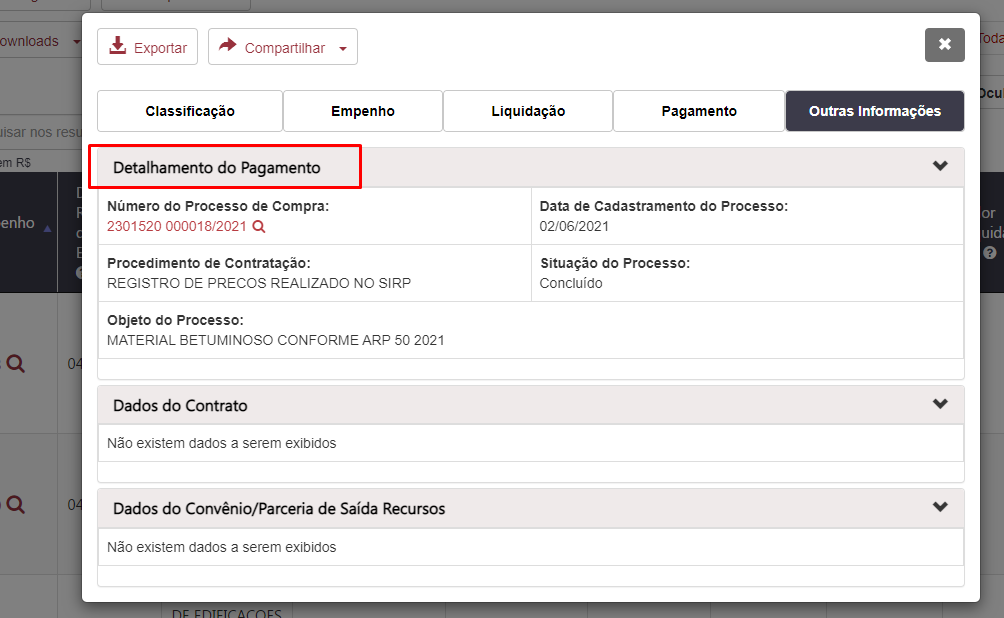 ownloads
Toda
Exportar
Compartilhar
Ocul
Classificação
Empenho
Liquidação
Pagamento
Outras Informações
uisar nos resu
em R$
Detalhamento do Pagamento
enho
Número do Processo de Compra:
2301520 000018/2021
Data de Cadastramento do Processo:
02/06/2021
or
uida
Procedimento de Contratação:
REGISTRO DE PRECOS REALIZADO NO SIRP
Situação do Processo:
Concluído
Objeto do Processo:
MATERIAL BETUMINOSO CONFORME ARP 50 2021
04
Dados do Contrato
Não existem dados a serem exibidos
04
Dados do Convênio/Parceria de Saída Recursos
Não existem dados a serem exibidos
DE EDIFICACOES